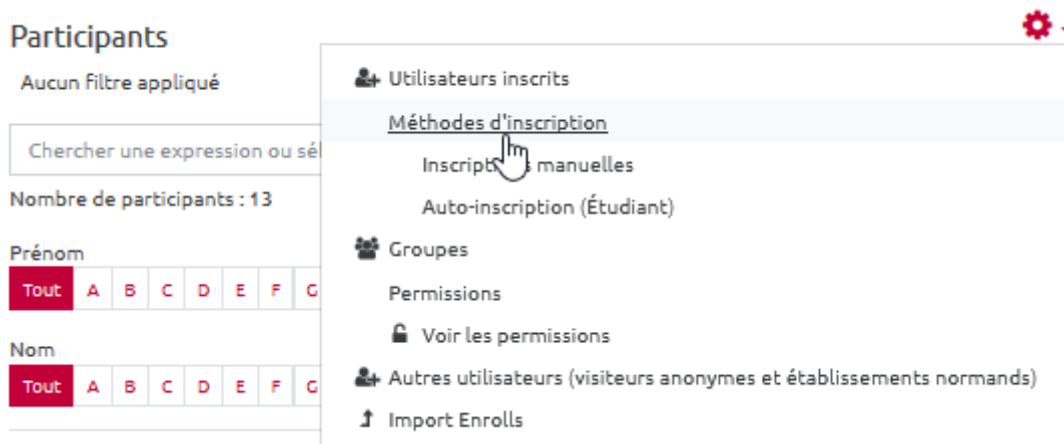 Participants
Aucun filtre appliqué
Chercher une expression ou sél
Nombre de participants : 13
Prénom
Tout A B C D E F G
Nom
Tout A B C D E F G
Utilisateurs inscrits
Méthodes d'inscription
manuelles
Auto-inscription (Étudiant)
Groupes
Permissions
Voir les permissions
Autres utilisateurs (visiteurs anonymes et établissements normands)
Import Enrolls